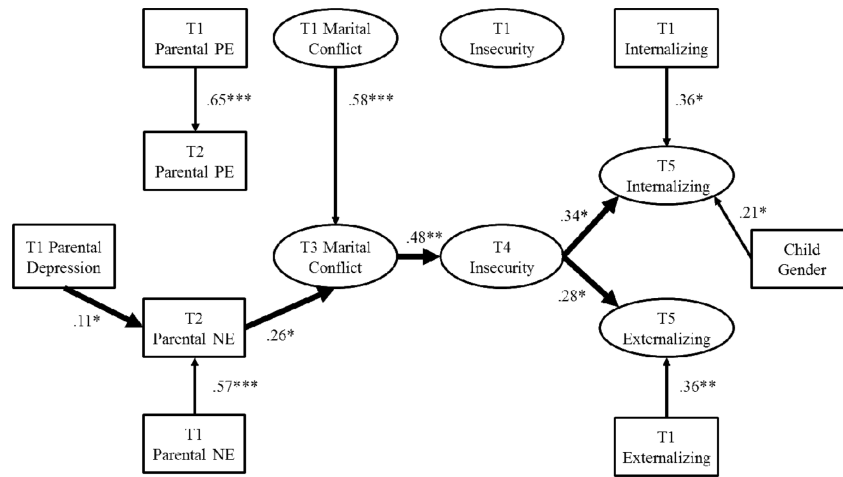 T1
Parental PE
T1 Marital
Conflict
T1
Insecurity
T1
Internalizing
.65***
.58***
.36*
T2
Parental PE
T5
Internalizing
.21*
T1 Parental
Depression
T3 Marital
Conflict
.48**
T4
Insecurity
.34*
Child
Gender
.11*
T2
Parental NE
.26*
.28*
T5
Externalizing
.57***
.36**
T1
Parental NE
T1
Externalizing